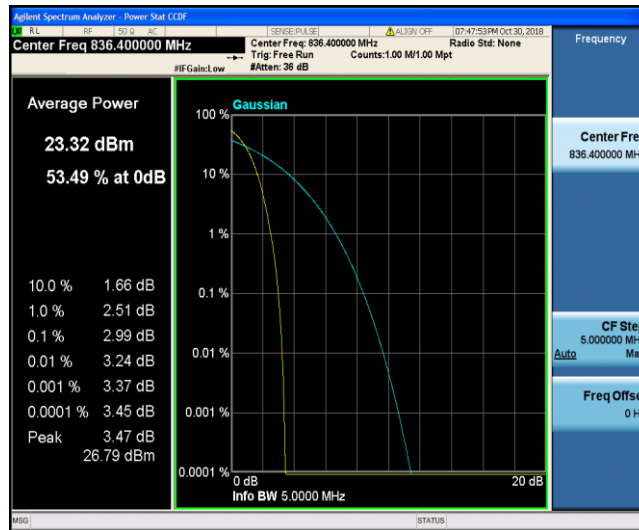 Agilent Spectrum Analyzer - Power Stat CCDF
RL RF 50 Ω AC SENSE:PULSE ALIGN OFF 07:47:53PM Oct 30, 2018
Center Freq 836.400000 MHz
Center Freq: 836.400000 MHz Radio Std: None
Trig: Free Run Counts:1.00 M/1.00 Mpt
#IFGain:Low #Atten: 36 dB
Frequency
Average Power
23.32 dBm
53.49 % at 0dB
10.0 % 1.66 dB
1.0 % 2.51 dB
0.1 % 2.99 dB
0.01 % 3.24 dB
0.001 % 3.37 dB
0.0001 % 3.45 dB
Peak 3.47 dB
26.79 dBm
Gaussian
100 %
10 %
1 %
0.1 %
0.01 %
0.001 %
0.0001 %
0 dB 20 dB
Info BW 5.0000 MHz
Center Fre
836.400000 MH
CF Ste
5.000000 MH
Auto Ma
Freq Offse
0 H
MSG STATUS